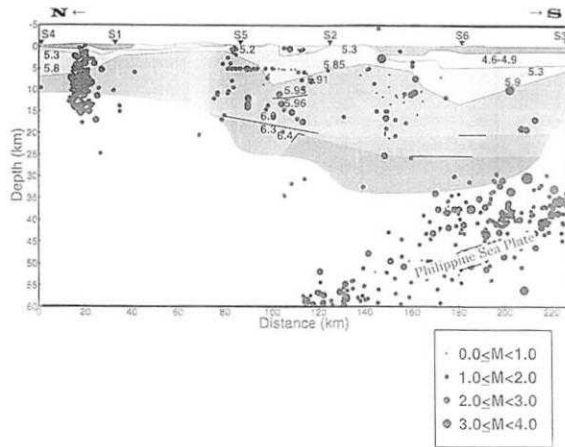 N ← → S
S4 S1 S5 S2 S6 S3
5.2 5.3
4.6-4.9
5.3 5.85 5.3
5.8 5.91 5.9
5.95
5.96
6.0
6.3
6.4
Philippine Sea Plate
Depth (km)
0
5
10
15
20
25
30
35
40
45
50
55
60
0 20 40 60 80 100 120 140 160 180 200 220
Distance (km)
0.0≤M<1.0
1.0≤M<2.0
2.0≤M<3.0
3.0≤M<4.0